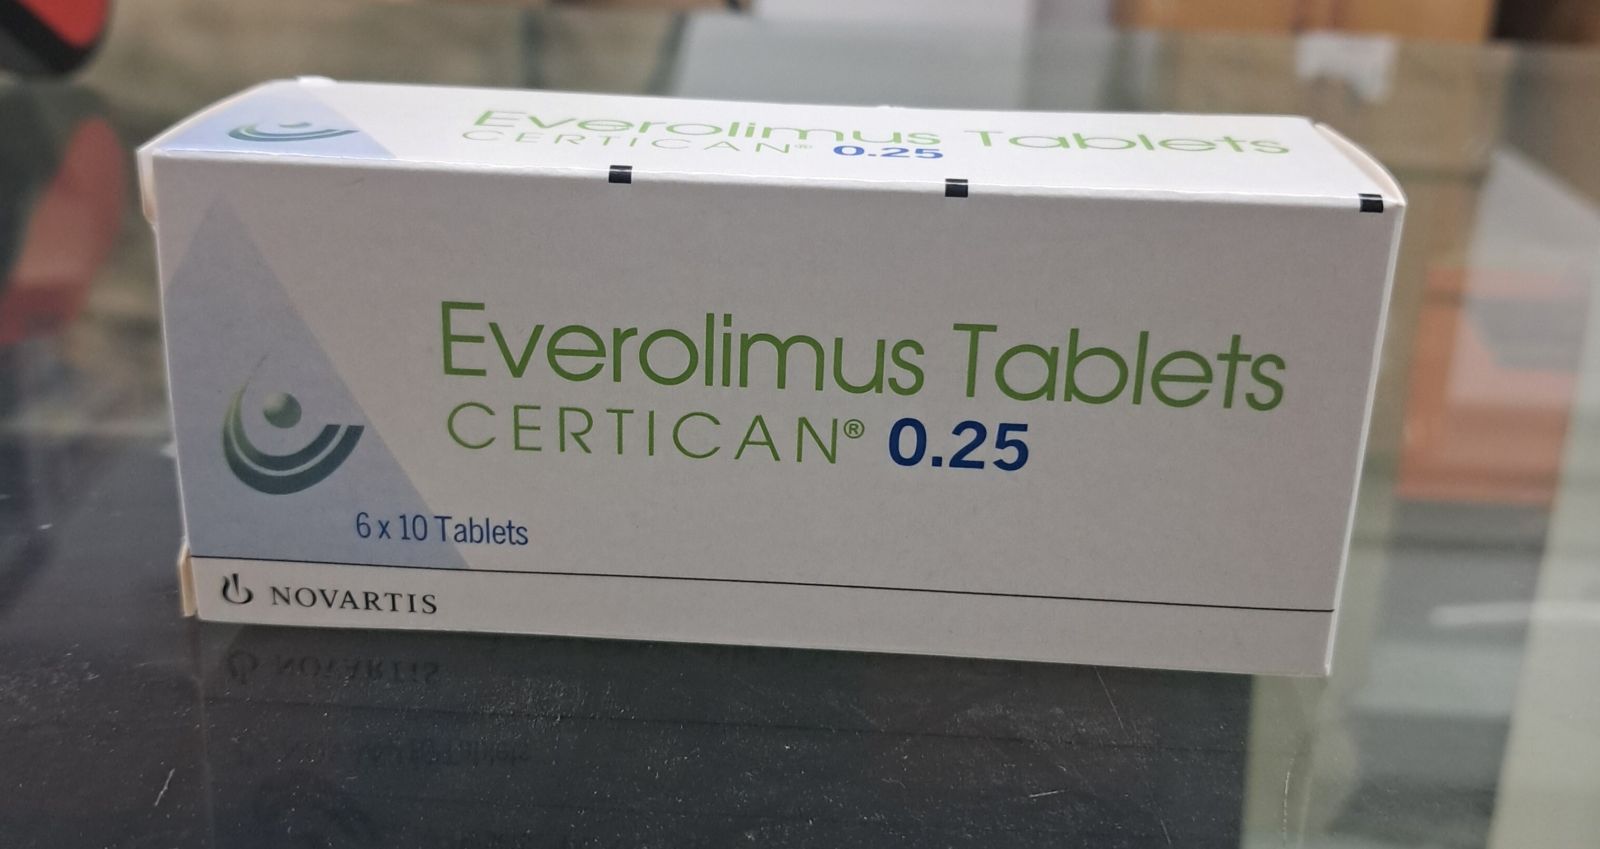 Everolimus Tablets
CERTICAN® 0.25
Everolimus Tablets
CERTICAN® 0.25
6 x 10 Tablets
NOVARTIS